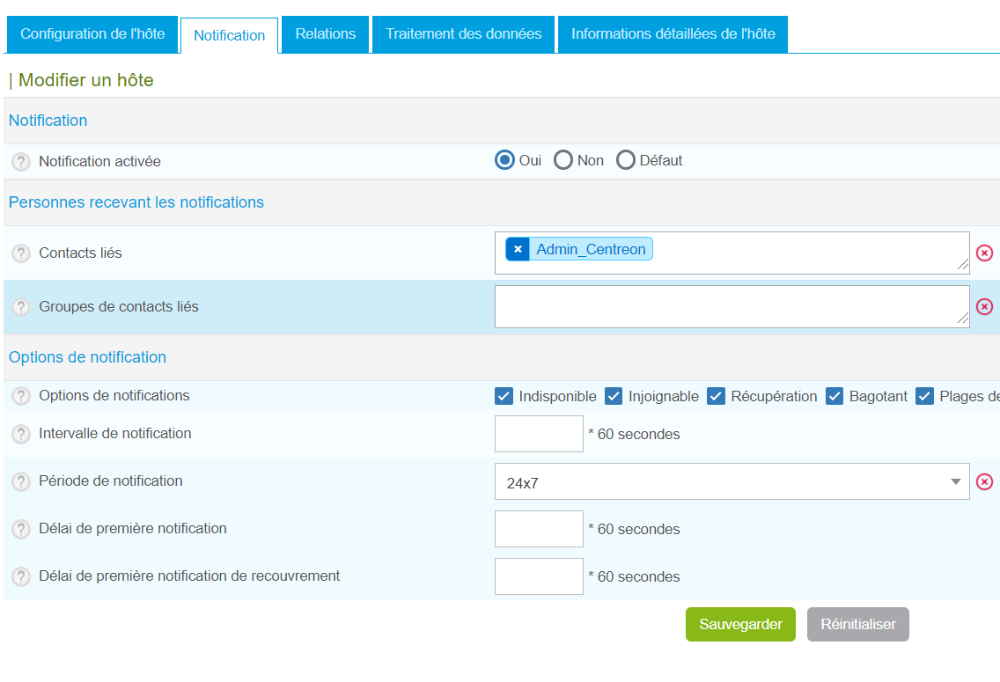 Configuration de l'hôte Notification Relations Traitement des données Informations détaillées de l'hôte
| Modifier un hôte
Notification
? Notification activée Oui Non Défaut
Personnes recevant les notifications
? Contacts liés × Admin_Centreon
? Groupes de contacts liés
Options de notification
? Options de notifications Indisponible Injoignable Récupération Bagotant Plages de
? Intervalle de notification * 60 secondes
? Période de notification 24x7
? Délai de première notification * 60 secondes
? Délai de première notification de recouvrement * 60 secondes
Sauvegarder Réinitialiser